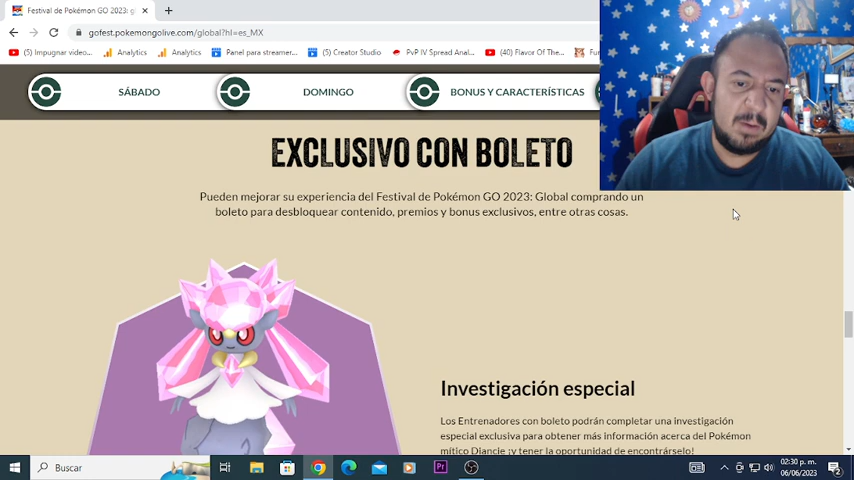 Festival de Pokémon GO 2023: gl
gofest.pokemongolive.com/global?hl=es_MX
(5) Impugnar video...
Analytics
Analytics
Panel para streamer...
(5) Creator Studio
PvP IV Spread Anal...
(40) Flavor Of The...
Fun
SÁBADO
DOMINGO
BONUS Y CARACTERÍSTICAS
EXCLUSIVO CON BOLETO
Pueden mejorar su experiencia del Festival de Pokémon GO 2023: Global comprando un
boleto para desbloquear contenido, premios y bonus exclusivos, entre otras cosas.
Investigación especial
Los Entrenadores con boleto podrán completar una investigación
especial exclusiva para obtener más información acerca del Pokémon
mítico Diancie ¡y tener la oportunidad de encontrárselo!
Buscar
Pr
02:30 p. m.
06/06/2023
2